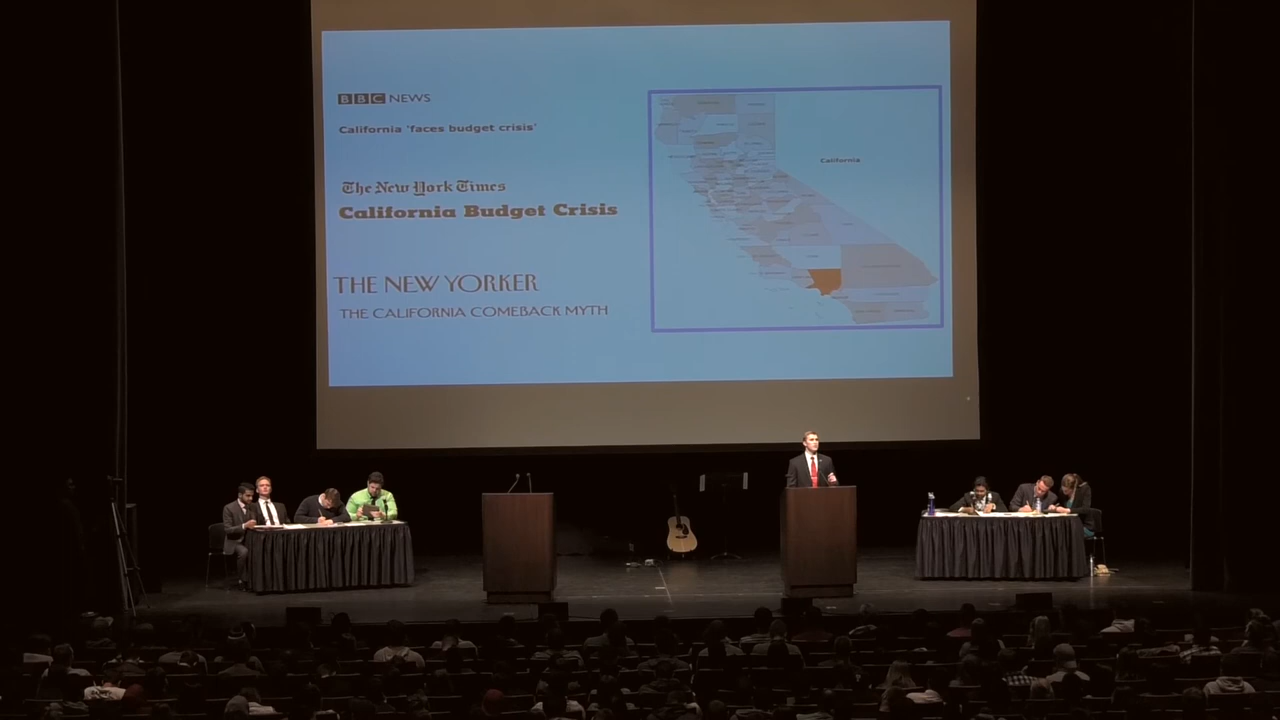 BBC NEWS
California 'faces budget crisis'
The New York Times
California Budget Crisis
THE NEW YORKER
THE CALIFORNIA COMEBACK MYTH
California